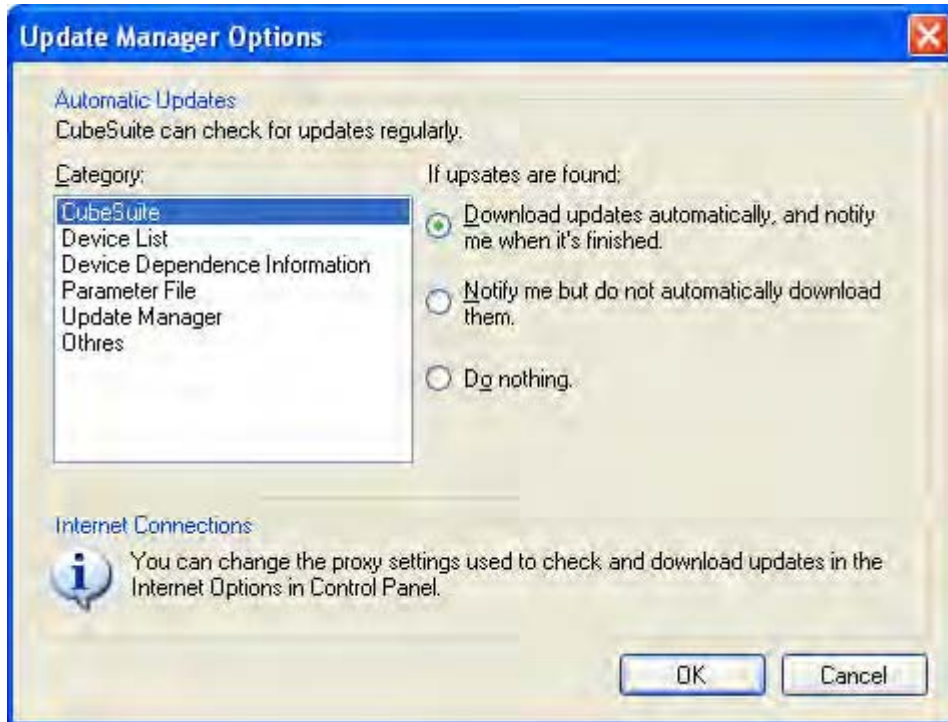 Update Manager Options
Automatic Updates
CubeSuite can check for updates regularly.
Category:
CubeSuite
Device List
Device Dependence Information
Parameter File
Update Manager
Othres
If upsates are found:
Download updates automatically, and notify
me when it's finished.
Notify me but do not automatically download
them.
Do nothing.
Internet Connections
You can change the proxy settings used to check and download updates in the
Internet Options in Control Panel.
OK
Cancel